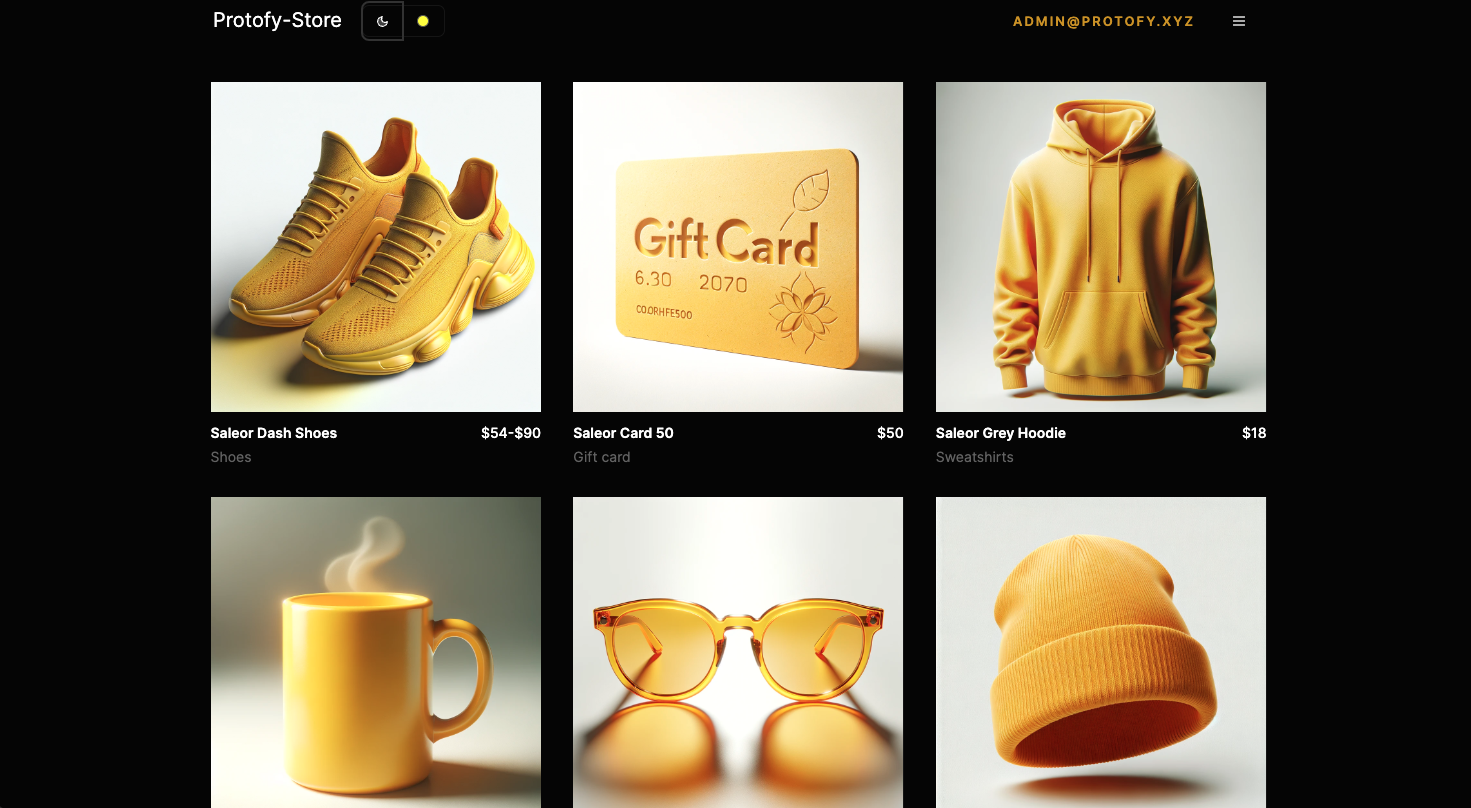 Protofy-Store
ADMIN@PROTOFY.XYZ
Gift Card
6.30 2070
Saleor Dash Shoes $54-$90
Shoes
Saleor Card 50 $50
Gift card
Saleor Grey Hoodie $18
Sweatshirts